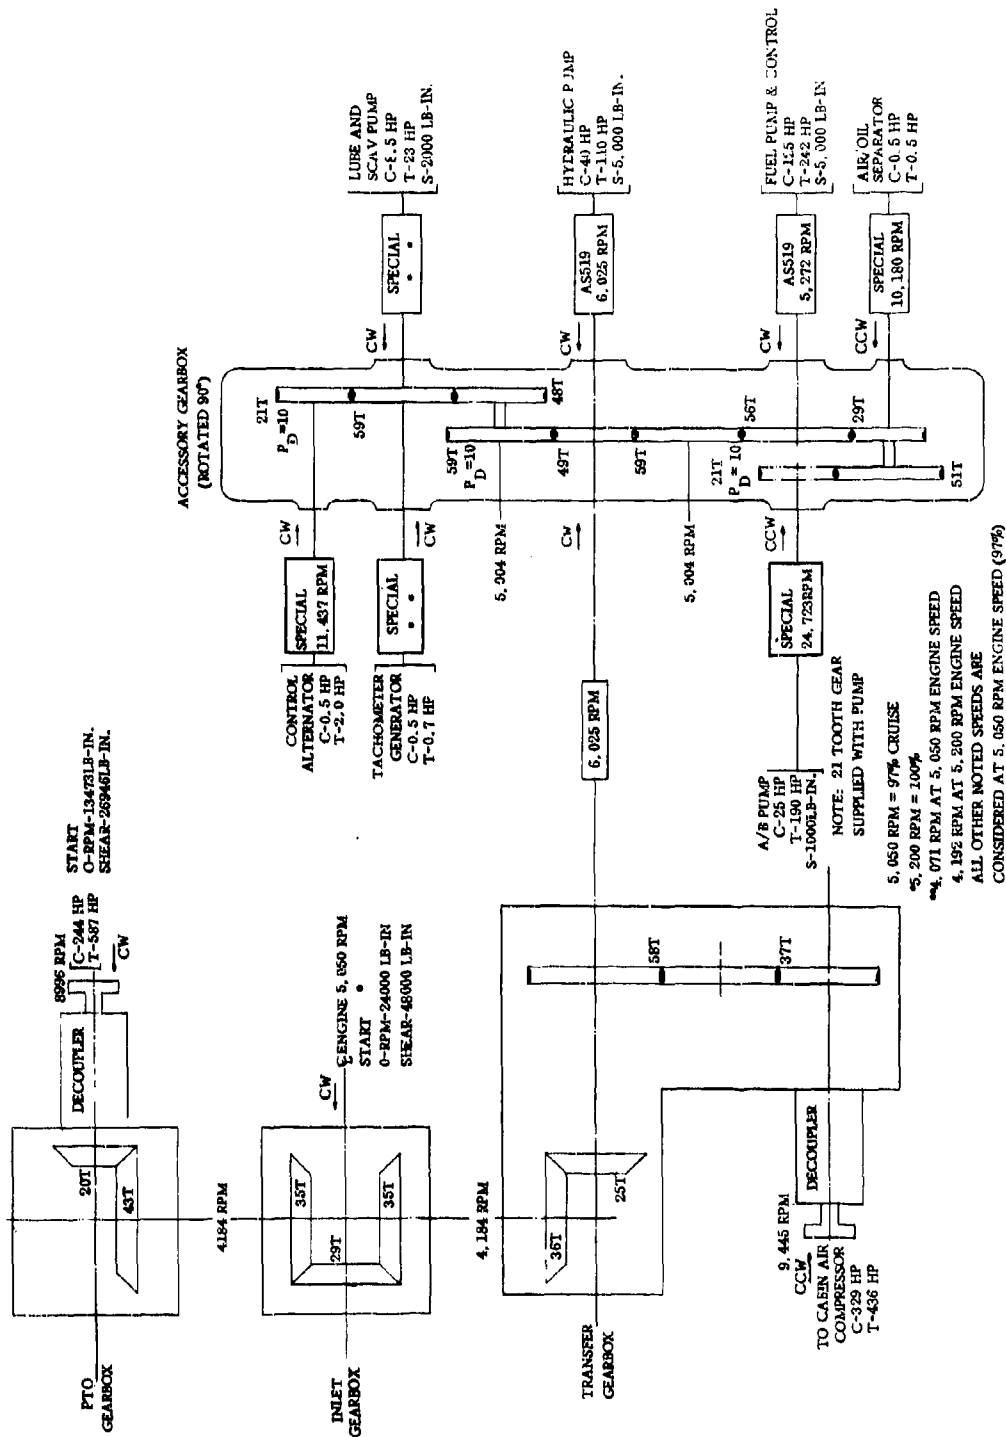 ACCESSORY GEARBOX
(ROTATED 90°)
LUBE AND
SCAV PUMP
T-23 HP
S-2000 LB-IN.
SPECIAL
* *
CW
HYDRAULIC PUMP
C-40 HP
T-110 HP
S-5,000 LB-IN.
AS519
6,025 RPM
CW
FUEL PUMP & CONTROL
T-242 HP
S-5,000 LB-IN
AS519
5,272 RPM
CW
AIR/OIL
SEPARATOR
C-0.5 HP
T-0.5 HP
SPECIAL
10,180 RPM
CCW
21T
P_D=10
59T
48T
59T
P_D=10
49T
59T
56T
21T
P_D = 10
29T
51T
CW
SPECIAL
11,437 RPM
CONTROL
ALTERNATOR
C-0.5 HP
T-2.0 HP
CW
SPECIAL
* *
TACHOMETER
GENERATOR
C-0.5 HP
T-0.7 HP
5,004 RPM
CW
6,025 RPM
5,004 RPM
CCW
SPECIAL
24,723RPM
A/B PUMP
C-25 HP
T-190 HP
S-1000LB-IN.
NOTE: 21 TOOTH GEAR
SUPPLIED WITH PUMP
5,050 RPM = 97% CRUISE
*5,200 RPM = 100%
**4,071 RPM AT 5,050 RPM ENGINE SPEED
4,192 RPM AT 5,200 RPM ENGINE SPEED
ALL OTHER NOTED SPEEDS ARE
CONSIDERED AT 5,050 RPM ENGINE SPEED (97%)
START
O-RPM-13473LB-IN.
SHEAR-26946LB-IN.
8996 RPM
C-244 HP
T-587 HP
CW
DECOUPLER
20T
43T
PTO
GEARBOX
4184 RPM
ENGINE 5,050 RPM
*
CW
START
0-RPM-24000 LB-IN
SHEAR-48000 LB-IN
35T
29T
35T
INLET
GEARBOX
4,184 RPM
36T
25T
58T
37T
TRANSFER
GEARBOX
DECOUPLER
9,445 RPM
CCW
TO CABIN AIR
COMPRESSOR
C-329 HP
T-436 HP